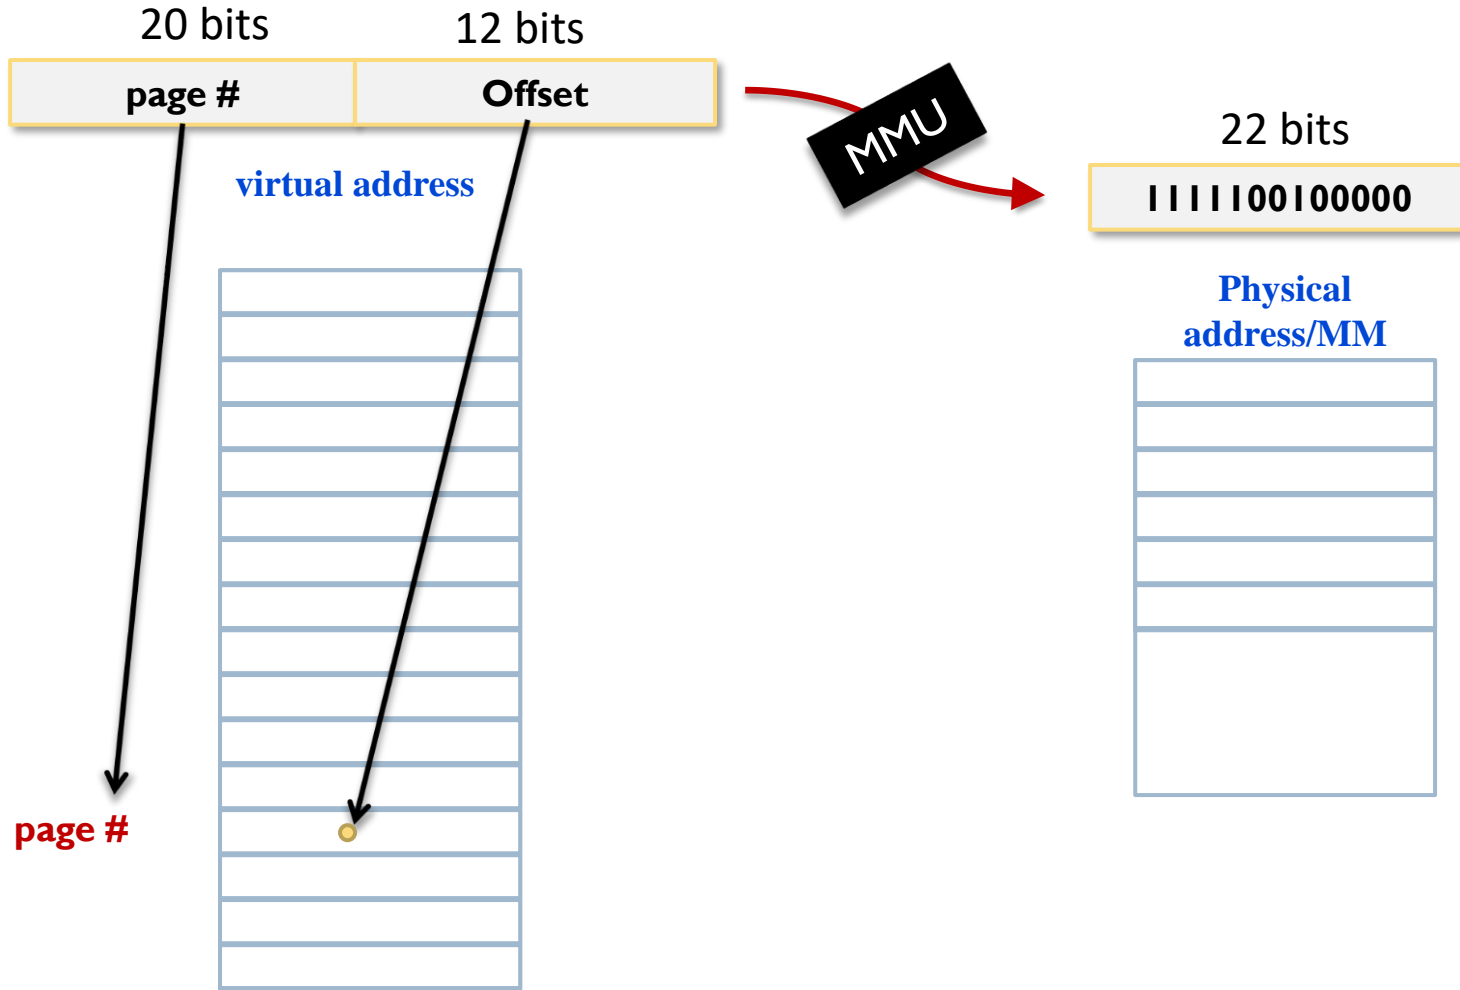 20 bits
12 bits
page #
Offset
MMU
22 bits
virtual address
1111100100000
Physical
address/MM
page #